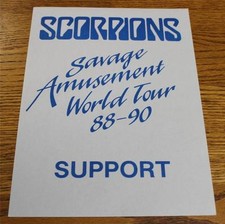 SCORPIONS
Savage
Amusement
World Tour
88-90
SUPPORT